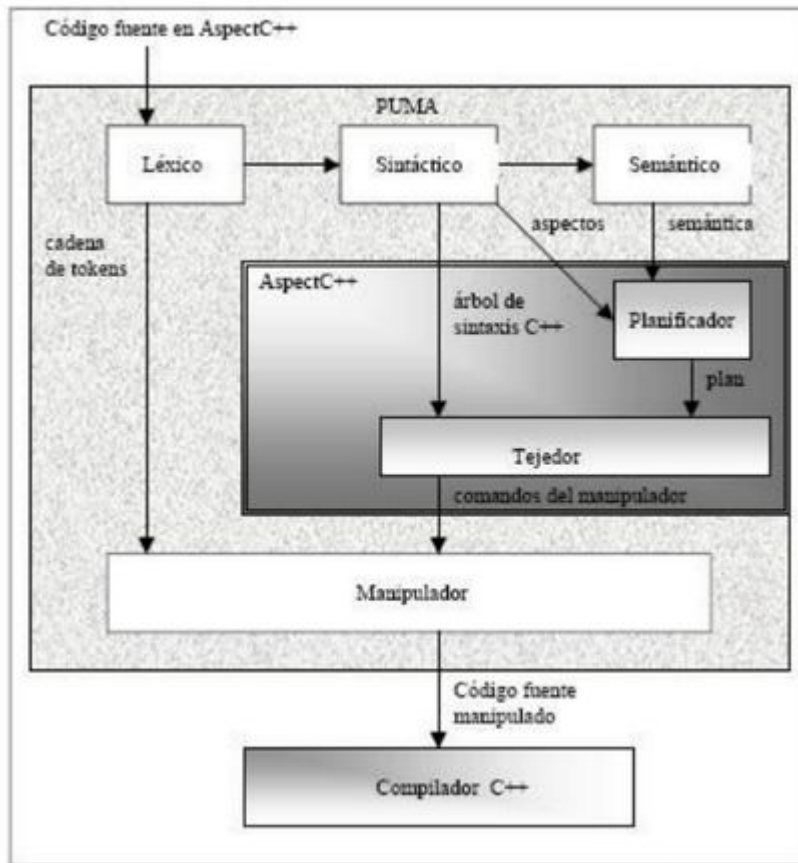 Código fuente en AspectC++
PUMA
Léxico
Sintáctico
Semántico
cadena
de tokens
aspectos
semántica
AspectC++
árbol de
sintaxis C++
Planificador
plan
Tejedor
comandos del manipulador
Manipulador
Código fuente
manipulado
Compilador C++